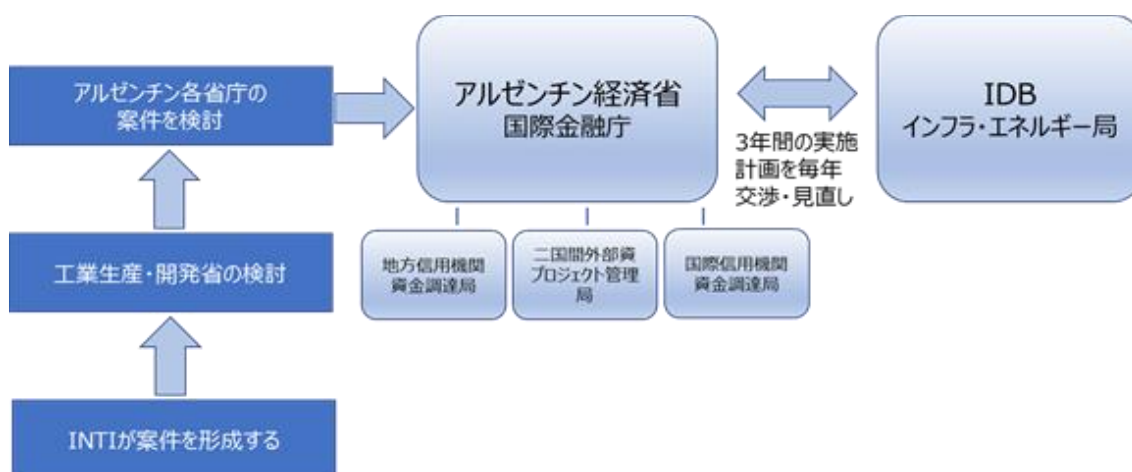 アルゼンチン各省庁の
案件を検討
アルゼンチン経済省
国際金融庁
IDB
インフラ・エネルギー局
3年間の実施
計画を毎年
交渉・見直し
工業生産・開発省の検討
地方信用機関
資金調達局
二国間外部資
プロジェクト管理
局
国際信用機関
資金調達局
INTIが案件を形成する